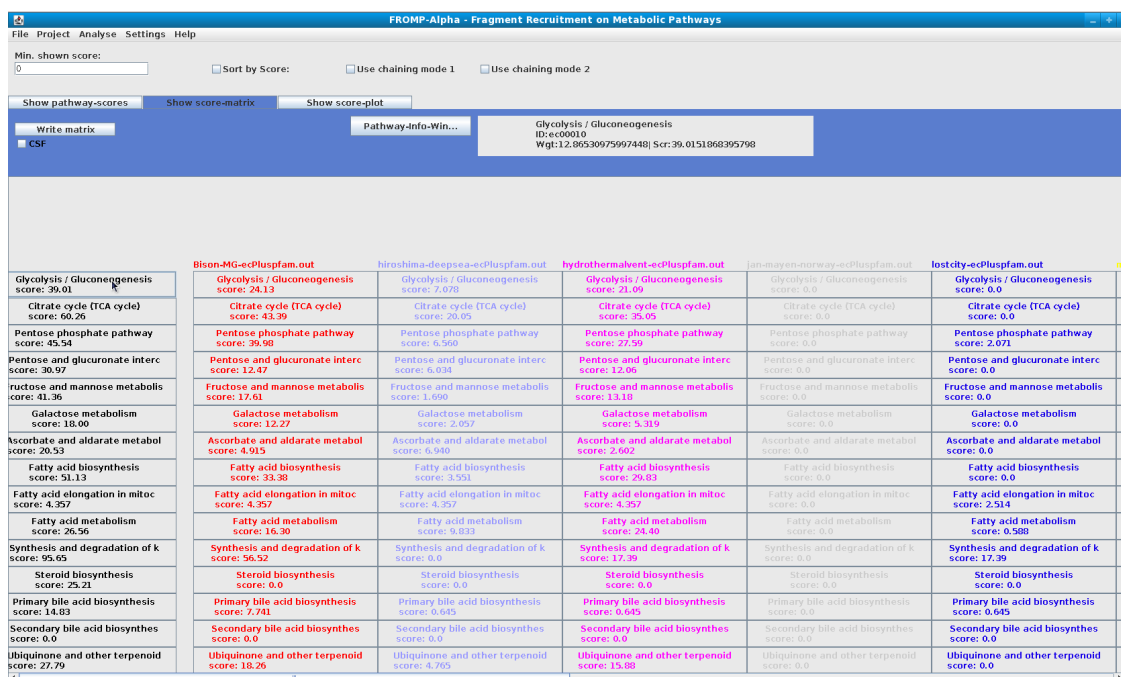 FROMP-Alpha - Fragment Recruitment on Metabolic Pathways
File Project Analyse Settings Help
Min. shown score:
0
Sort by Score: Use chaining mode 1 Use chaining mode 2
Show pathway-scores Show score-matrix Show score-plot
Write matrix
CSF
Pathway-Info-Win...
Glycolysis / Gluconeogenesis
ID:ec00010
Wgt:12.86530975997448| Scr:39.0151868395798
Bison-MG-ecPluspfam.out hiroshima-deepsea-ecPluspfam.out hydrothermalvent-ecPluspfam.out jan-mayen-norway-ecPluspfam.out lostcity-ecPluspfam.out
Glycolysis / Gluconeogenesis Glycolysis / Gluconeogenesis Glycolysis / Gluconeogenesis Glycolysis / Gluconeogenesis Glycolysis / Gluconeogenesis Glycolysis / Gluconeogenesis
score: 39.01 score: 24.13 score: 7.078 score: 21.09 score: 0.0 score: 0.0
Citrate cycle (TCA cycle) Citrate cycle (TCA cycle) Citrate cycle (TCA cycle) Citrate cycle (TCA cycle) Citrate cycle (TCA cycle) Citrate cycle (TCA cycle)
score: 60.26 score: 43.39 score: 20.05 score: 35.05 score: 0.0 score: 0.0
Pentose phosphate pathway Pentose phosphate pathway Pentose phosphate pathway Pentose phosphate pathway Pentose phosphate pathway Pentose phosphate pathway
score: 45.54 score: 39.98 score: 6.560 score: 27.59 score: 0.0 score: 2.071
Pentose and glucuronate interc Pentose and glucuronate interc Pentose and glucuronate interc Pentose and glucuronate interc Pentose and glucuronate interc Pentose and glucuronate interc
score: 30.97 score: 12.47 score: 6.034 score: 12.06 score: 0.0 score: 0.0
Fructose and mannose metabolis Fructose and mannose metabolis Fructose and mannose metabolis Fructose and mannose metabolis Fructose and mannose metabolis Fructose and mannose metabolis
core: 41.36 score: 17.61 score: 1.690 score: 13.18 score: 0.0 score: 0.0
Galactose metabolism Galactose metabolism Galactose metabolism Galactose metabolism Galactose metabolism Galactose metabolism
score: 18.00 score: 12.27 score: 2.057 score: 5.319 score: 0.0 score: 0.0
Ascorbate and aldarate metabol Ascorbate and aldarate metabol Ascorbate and aldarate metabol Ascorbate and aldarate metabol Ascorbate and aldarate metabol Ascorbate and aldarate metabol
score: 20.53 score: 4.915 score: 6.940 score: 2.602 score: 0.0 score: 0.0
Fatty acid biosynthesis Fatty acid biosynthesis Fatty acid biosynthesis Fatty acid biosynthesis Fatty acid biosynthesis Fatty acid biosynthesis
score: 51.13 score: 33.38 score: 3.551 score: 29.83 score: 0.0 score: 0.0
Fatty acid elongation in mitoc Fatty acid elongation in mitoc Fatty acid elongation in mitoc Fatty acid elongation in mitoc Fatty acid elongation in mitoc Fatty acid elongation in mitoc
score: 4.357 score: 4.357 score: 4.357 score: 4.357 score: 0.0 score: 2.514
Fatty acid metabolism Fatty acid metabolism Fatty acid metabolism Fatty acid metabolism Fatty acid metabolism Fatty acid metabolism
score: 26.56 score: 16.30 score: 9.833 score: 24.40 score: 0.0 score: 0.588
Synthesis and degradation of k Synthesis and degradation of k Synthesis and degradation of k Synthesis and degradation of k Synthesis and degradation of k Synthesis and degradation of k
score: 95.65 score: 56.52 score: 0.0 score: 17.39 score: 0.0 score: 17.39
Steroid biosynthesis Steroid biosynthesis Steroid biosynthesis Steroid biosynthesis Steroid biosynthesis Steroid biosynthesis
score: 25.21 score: 0.0 score: 0.0 score: 0.0 score: 0.0 score: 0.0
Primary bile acid biosynthesis Primary bile acid biosynthesis Primary bile acid biosynthesis Primary bile acid biosynthesis Primary bile acid biosynthesis Primary bile acid biosynthesis
score: 14.83 score: 7.741 score: 0.645 score: 0.645 score: 0.0 score: 0.645
Secondary bile acid biosynthes Secondary bile acid biosynthes Secondary bile acid biosynthes Secondary bile acid biosynthes Secondary bile acid biosynthes Secondary bile acid biosynthes
score: 0.0 score: 0.0 score: 0.0 score: 0.0 score: 0.0 score: 0.0
Ubiquinone and other terpenoid Ubiquinone and other terpenoid Ubiquinone and other terpenoid Ubiquinone and other terpenoid Ubiquinone and other terpenoid Ubiquinone and other terpenoid
score: 27.79 score: 18.26 score: 4.765 score: 15.88 score: 0.0 score: 0.0